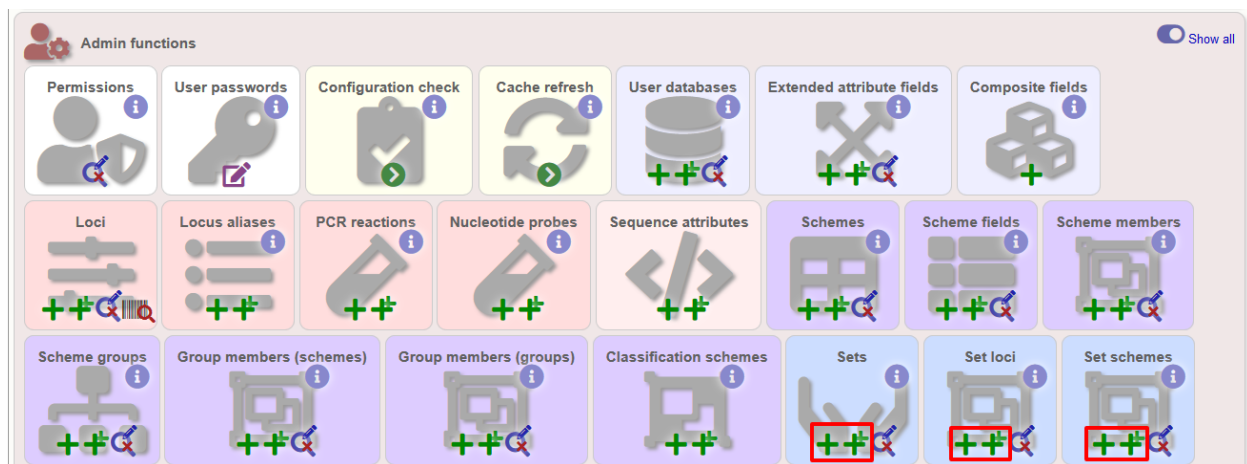 Admin functions
Show all
Permissions
User passwords
Configuration check
Cache refresh
User databases
Extended attribute fields
Composite fields
Loci
Locus aliases
PCR reactions
Nucleotide probes
Sequence attributes
Schemes
Scheme fields
Scheme members
Scheme groups
Group members (schemes)
Group members (groups)
Classification schemes
Sets
Set loci
Set schemes